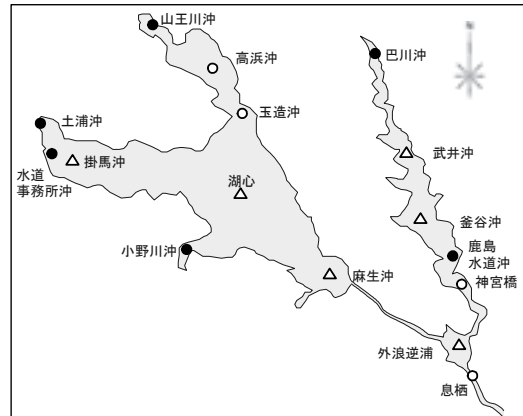 山王川沖
高浜沖
巴川沖
玉造沖
土浦沖
武井沖
掛馬沖
水道
事務所沖
湖心
釜谷沖
小野川沖
鹿島
水道沖
麻生沖
神宮橋
外浪逆浦
息栖